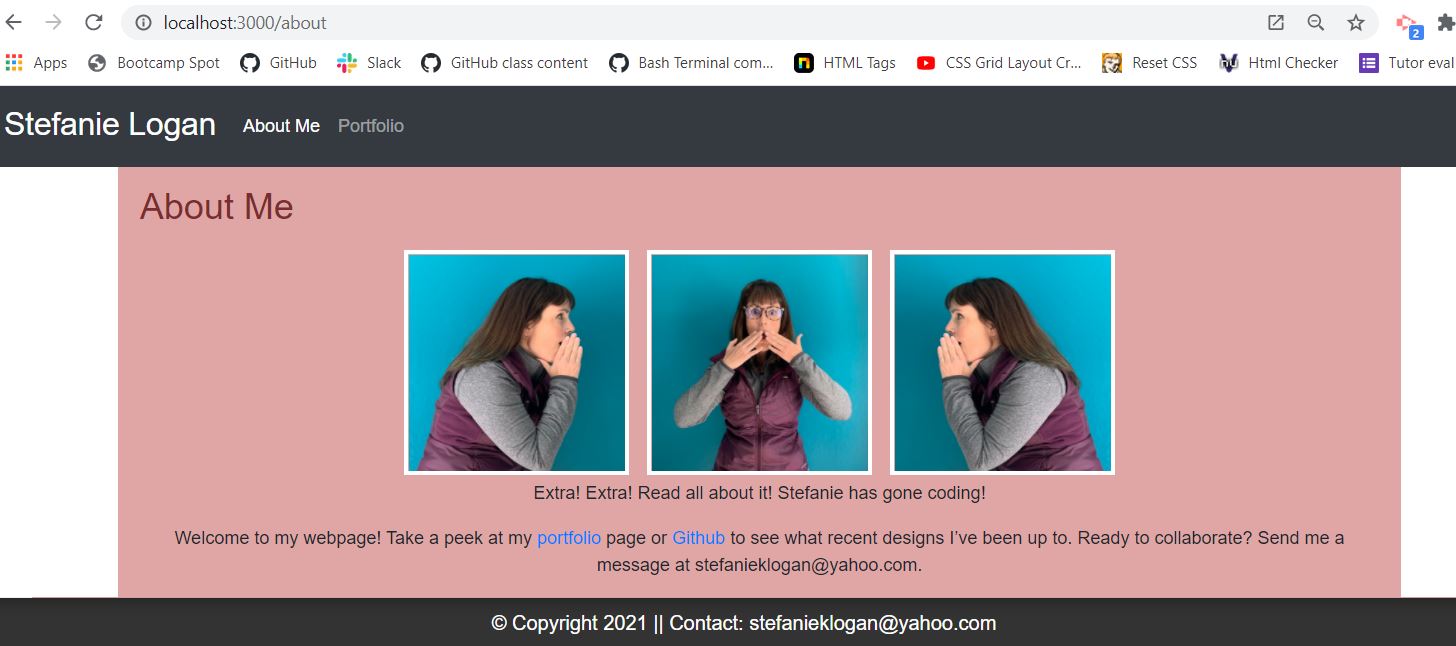 localhost:3000/about
2
Apps Bootcamp Spot GitHub Slack GitHub class content Bash Terminal com... HTML Tags CSS Grid Layout Cr... Reset CSS Html Checker Tutor eval
Stefanie Logan About Me Portfolio
About Me
Extra! Extra! Read all about it! Stefanie has gone coding!
Welcome to my webpage! Take a peek at my portfolio page or Github to see what recent designs I’ve been up to. Ready to collaborate? Send me a
message at stefanieklogan@yahoo.com.
© Copyright 2021 || Contact: stefanieklogan@yahoo.com